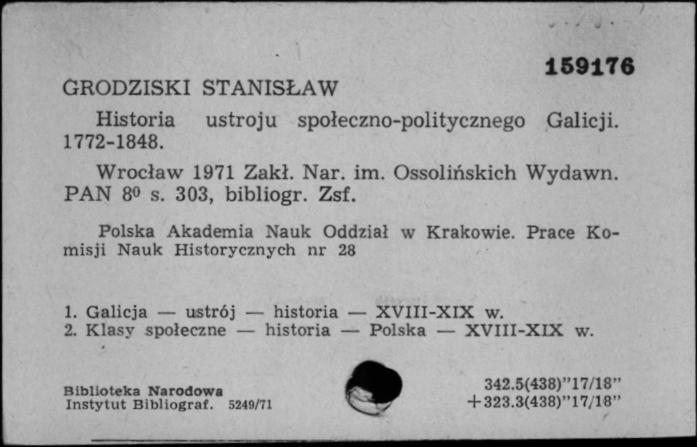 159176
GRODZISKI STANISŁAW
Historia ustroju społeczno-politycznego Galicji.
1772-1848.
Wrocław 1971 Zakł. Nar. im. Ossolińskich Wydawn.
PAN 8⁰ s. 303, bibliogr. Zsf.
Polska Akademia Nauk Oddział w Krakowie. Prace Ko-
misji Nauk Historycznych nr 28
1. Galicja — ustrój — historia — XVIII-XIX w.
2. Klasy społeczne — historia — Polska — XVIII-XIX w.
Biblioteka Narodowa
Instytut Bibliograf. 5249/71
342.5(438)”17/18”
+323.3(438)”17/18”